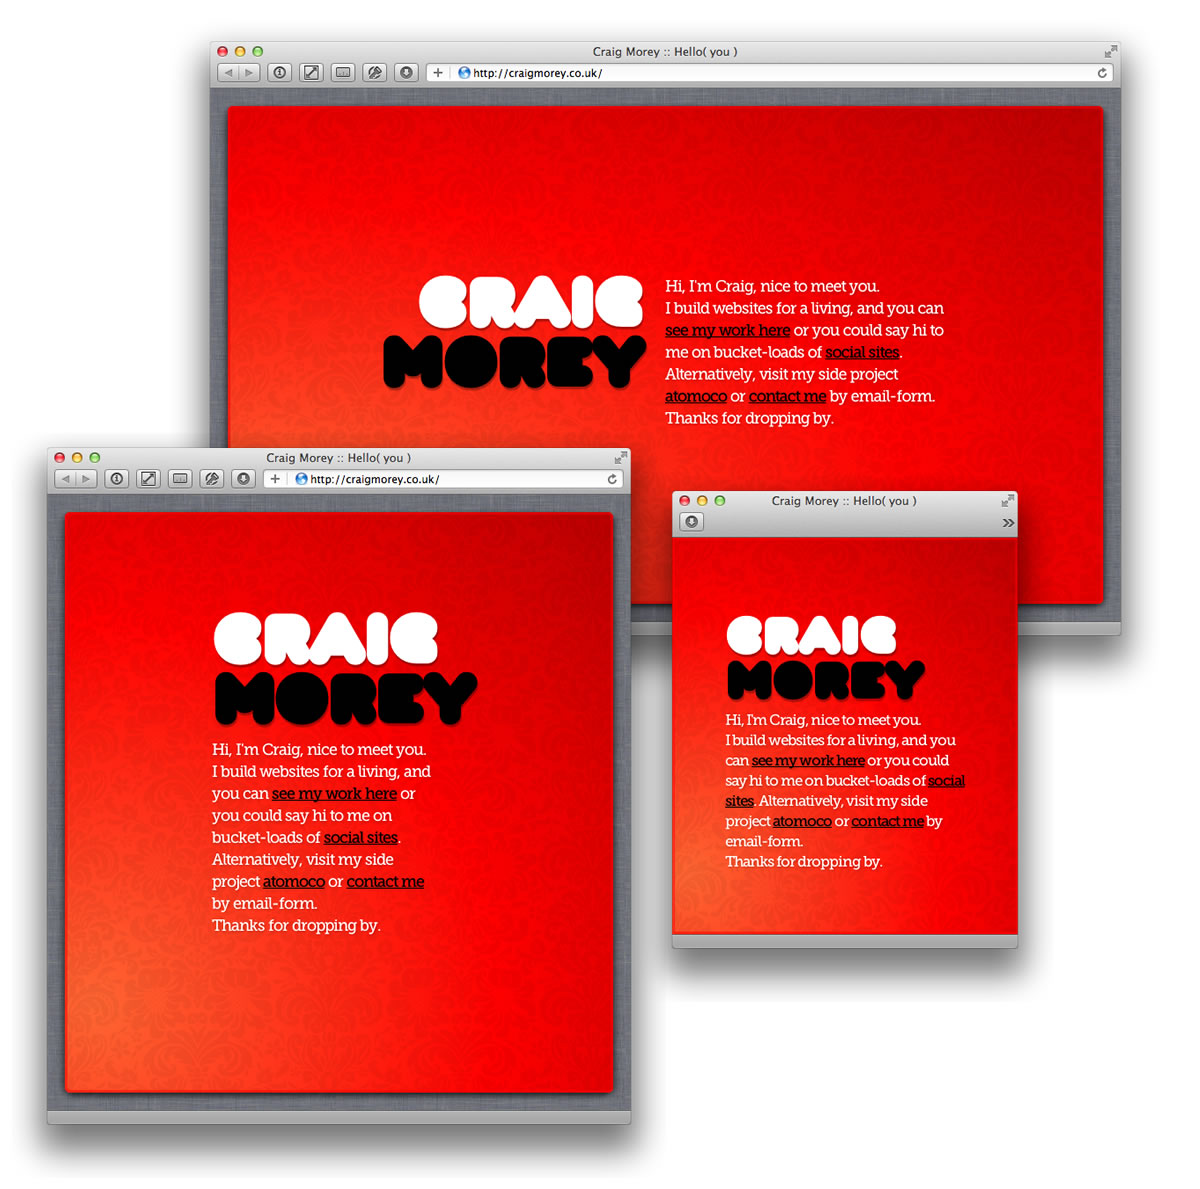 Craig Morey :: Hello( you )
http://craigmorey.co.uk/
CRAIG
MOREY
Hi, I'm Craig, nice to meet you.
I build websites for a living, and you can
see my work here or you could say hi to
me on bucket-loads of social sites.
Alternatively, visit my side project
atomoco or contact me by email-form.
Thanks for dropping by.
Craig Morey :: Hello( you )
http://craigmorey.co.uk/
CRAIG
MOREY
Hi, I'm Craig, nice to meet you.
I build websites for a living, and
you can see my work here or
you could say hi to me on
bucket-loads of social sites.
Alternatively, visit my side
project atomoco or contact me
by email-form.
Thanks for dropping by.
Craig Morey :: Hello( you )
CRAIG
MOREY
Hi, I'm Craig, nice to meet you.
I build websites for a living, and you
can see my work here or you could
say hi to me on bucket-loads of social
sites. Alternatively, visit my side
project atomoco or contact me by
email-form.
Thanks for dropping by.